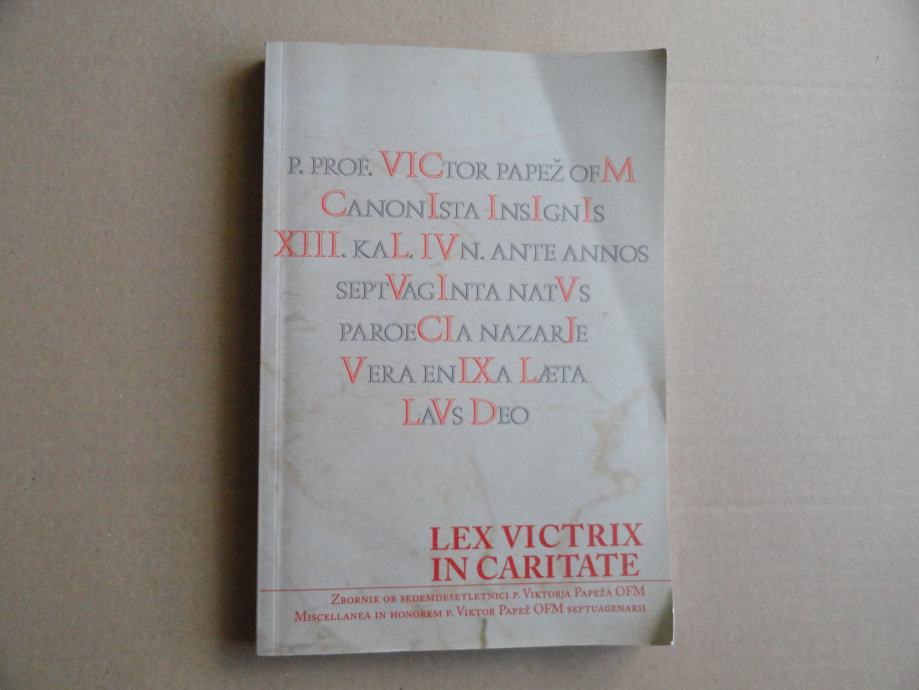 P. PROF. VICTOR PAPEŽ OFM
CANONISTA INSIGNIS
XIII. KAL. IVN. ANTE ANNOS
SEPTVAGINTA NATVS
PAROECIA NAZARJE
VERA ENIXA LÆTA
LAVS DEO
LEX VICTRIX
IN CARITATE
ZBORNIK OB SEDEMDESETLETNICI P. VIKTORJA PAPEŽA OFM
MISCELLANEA IN HONOREM P. VIKTOR PAPEŽ OFM SEPTUAGENARII